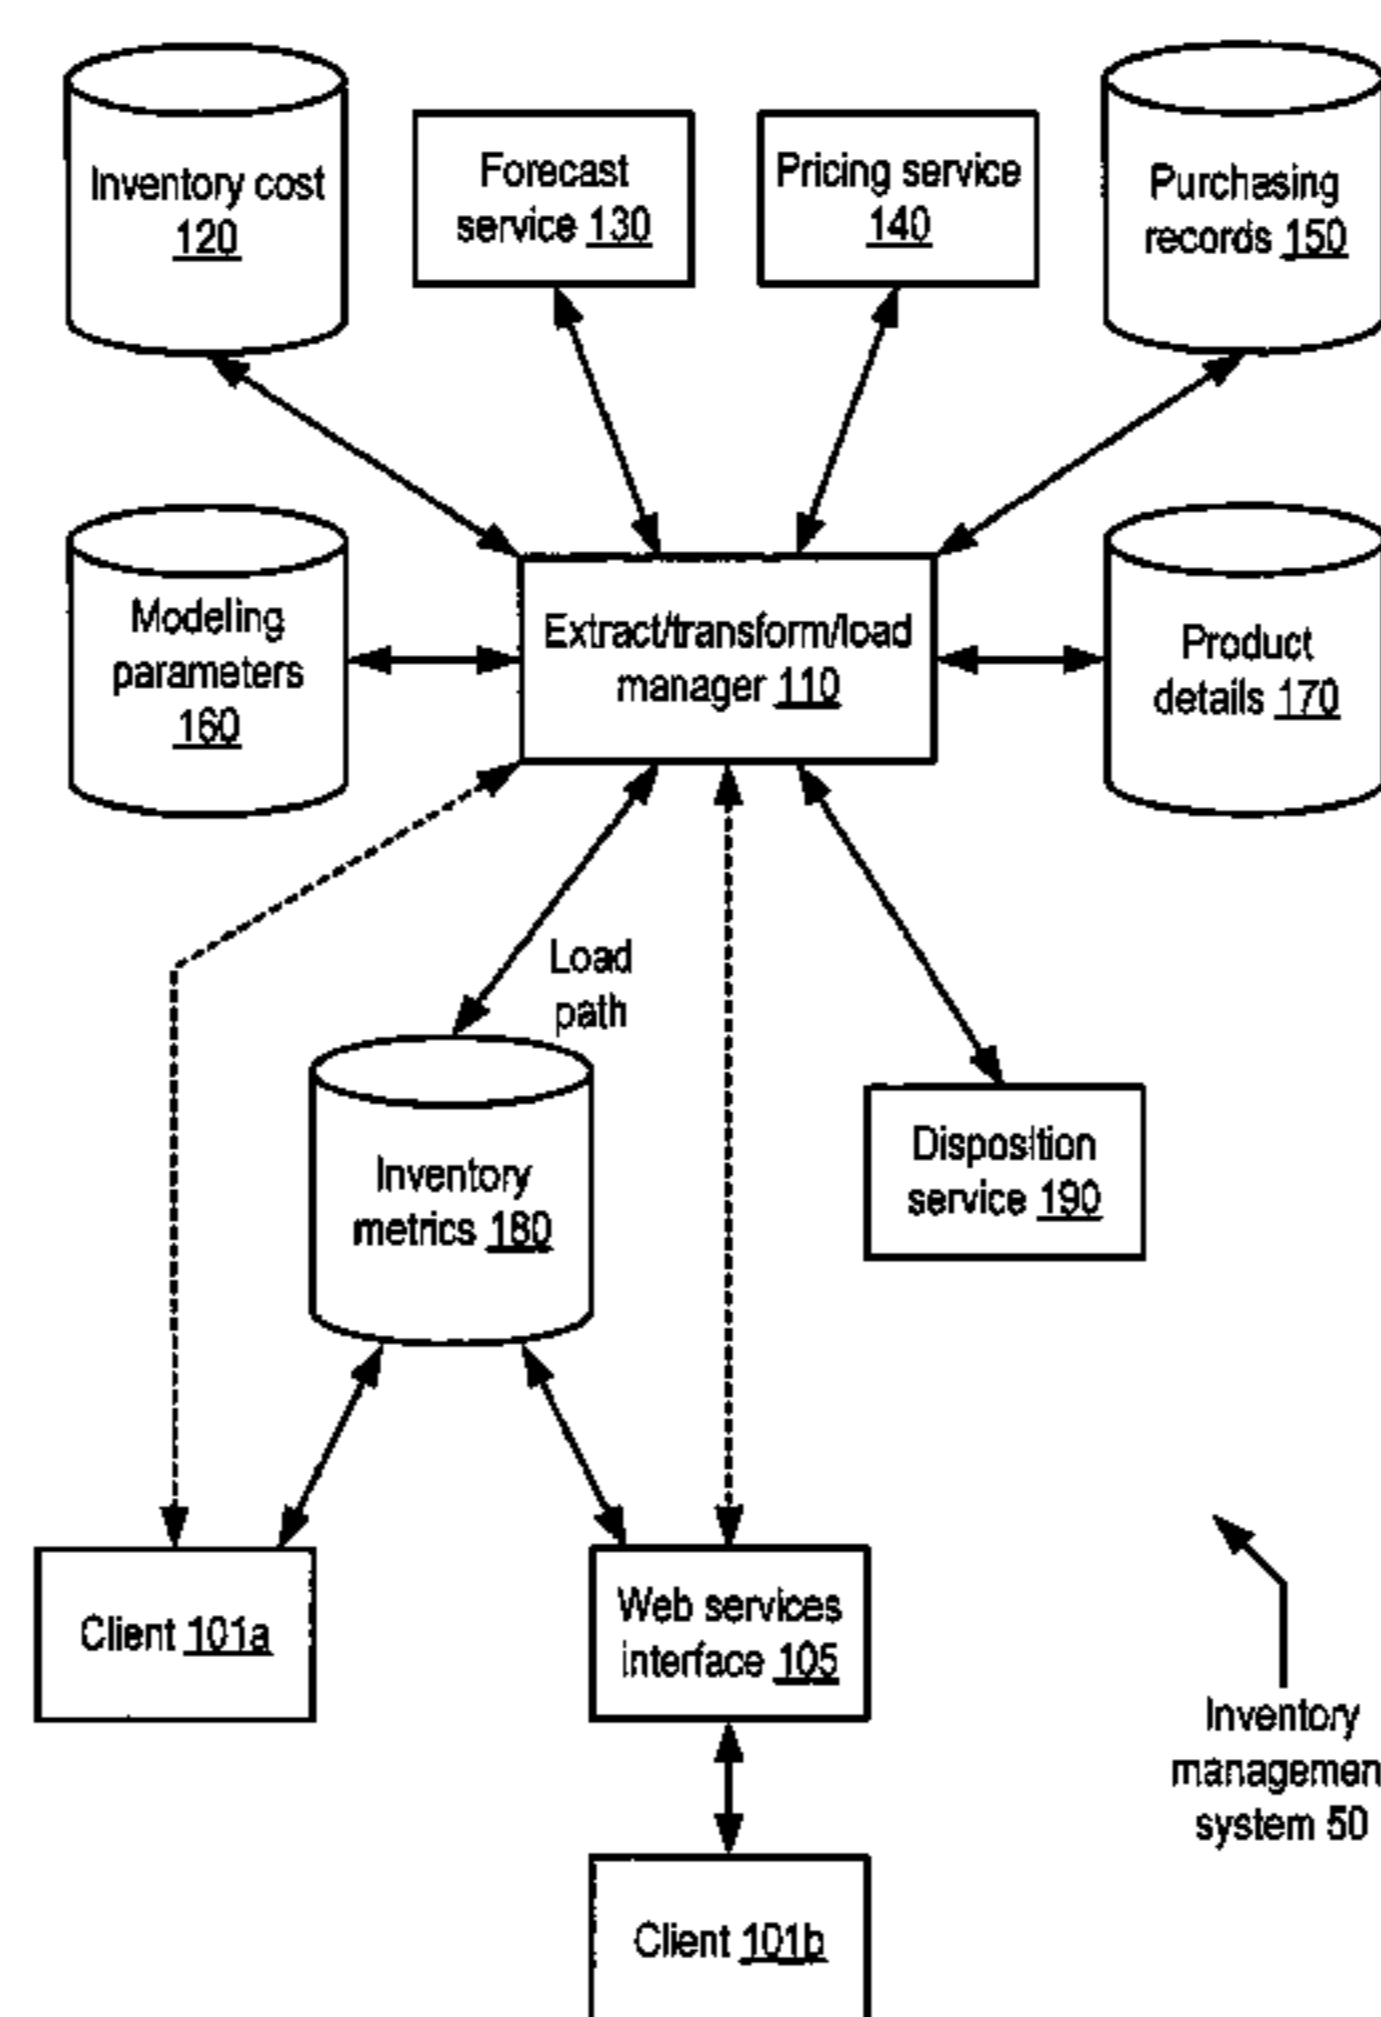 Inventory cost
120
Forecast
service 130
Pricing service
140
Purchasing
records 150
Modeling
parameters
160
Extract/transform/load
manager 110
Product
details 170
Load
path
Inventory
metrics 180
Disposition
service 190
Client 101a
Web services
interface 105
Inventory
managemen
system 50
Client 101b